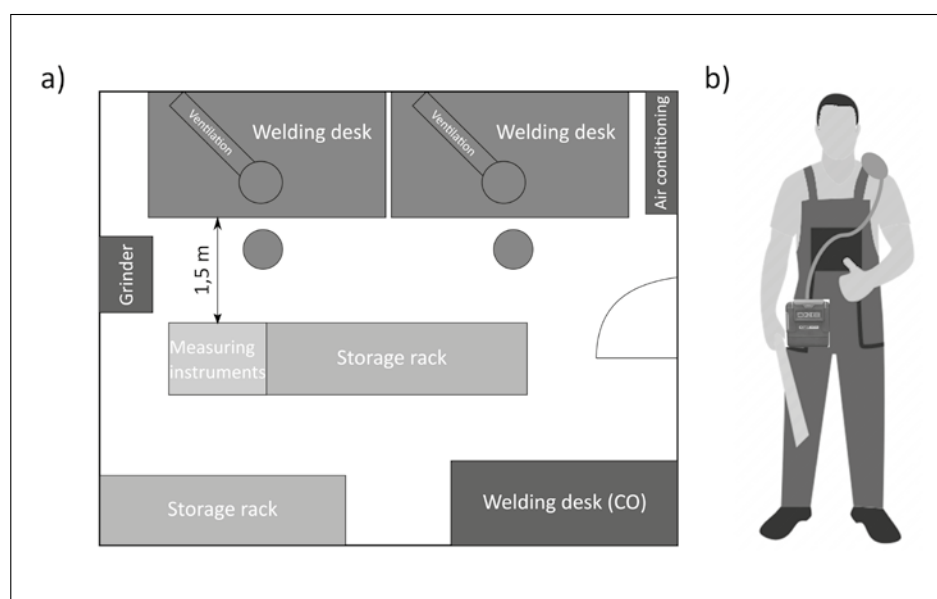 a)
b)
Ventilation
Welding desk
Ventilation
Welding desk
Air conditioning
Grinder
1,5 m
Measuring
instruments
Storage rack
Storage rack
Welding desk (CO)